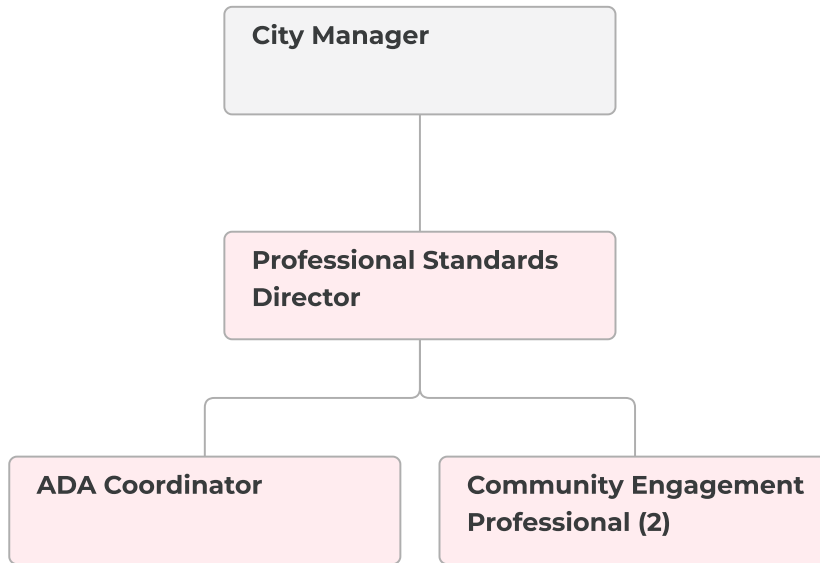 City Manager
Professional Standards
Director
ADA Coordinator
Community Engagement
Professional (2)